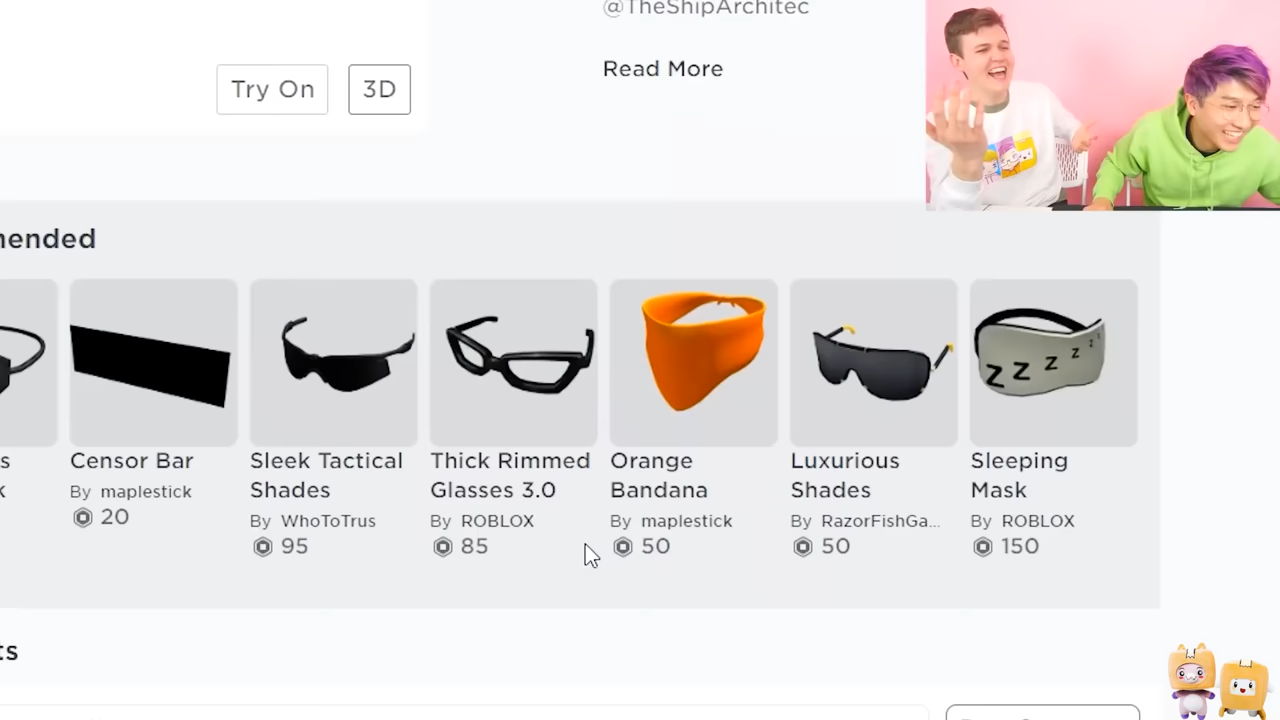 @TheShipArchitec
Try On
3D
Read More
mended
s
k
Censor Bar
By maplestick
20
Sleek Tactical
Shades
By WhoToTrus
95
Thick Rimmed
Glasses 3.0
By ROBLOX
85
Orange
Bandana
By maplestick
50
Luxurious
Shades
By RazorFishGa...
50
z z z z
Sleeping
Mask
By ROBLOX
150
ts